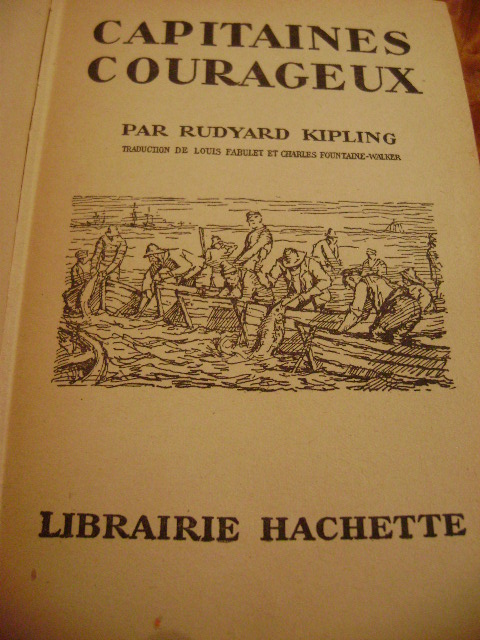 CAPITAINES
COURAGEUX
PAR RUDYARD KIPLING
TRADUCTION DE LOUIS FABULET ET CHARLES FOUNTAINE-WALKER
LIBRAIRIE HACHETTE